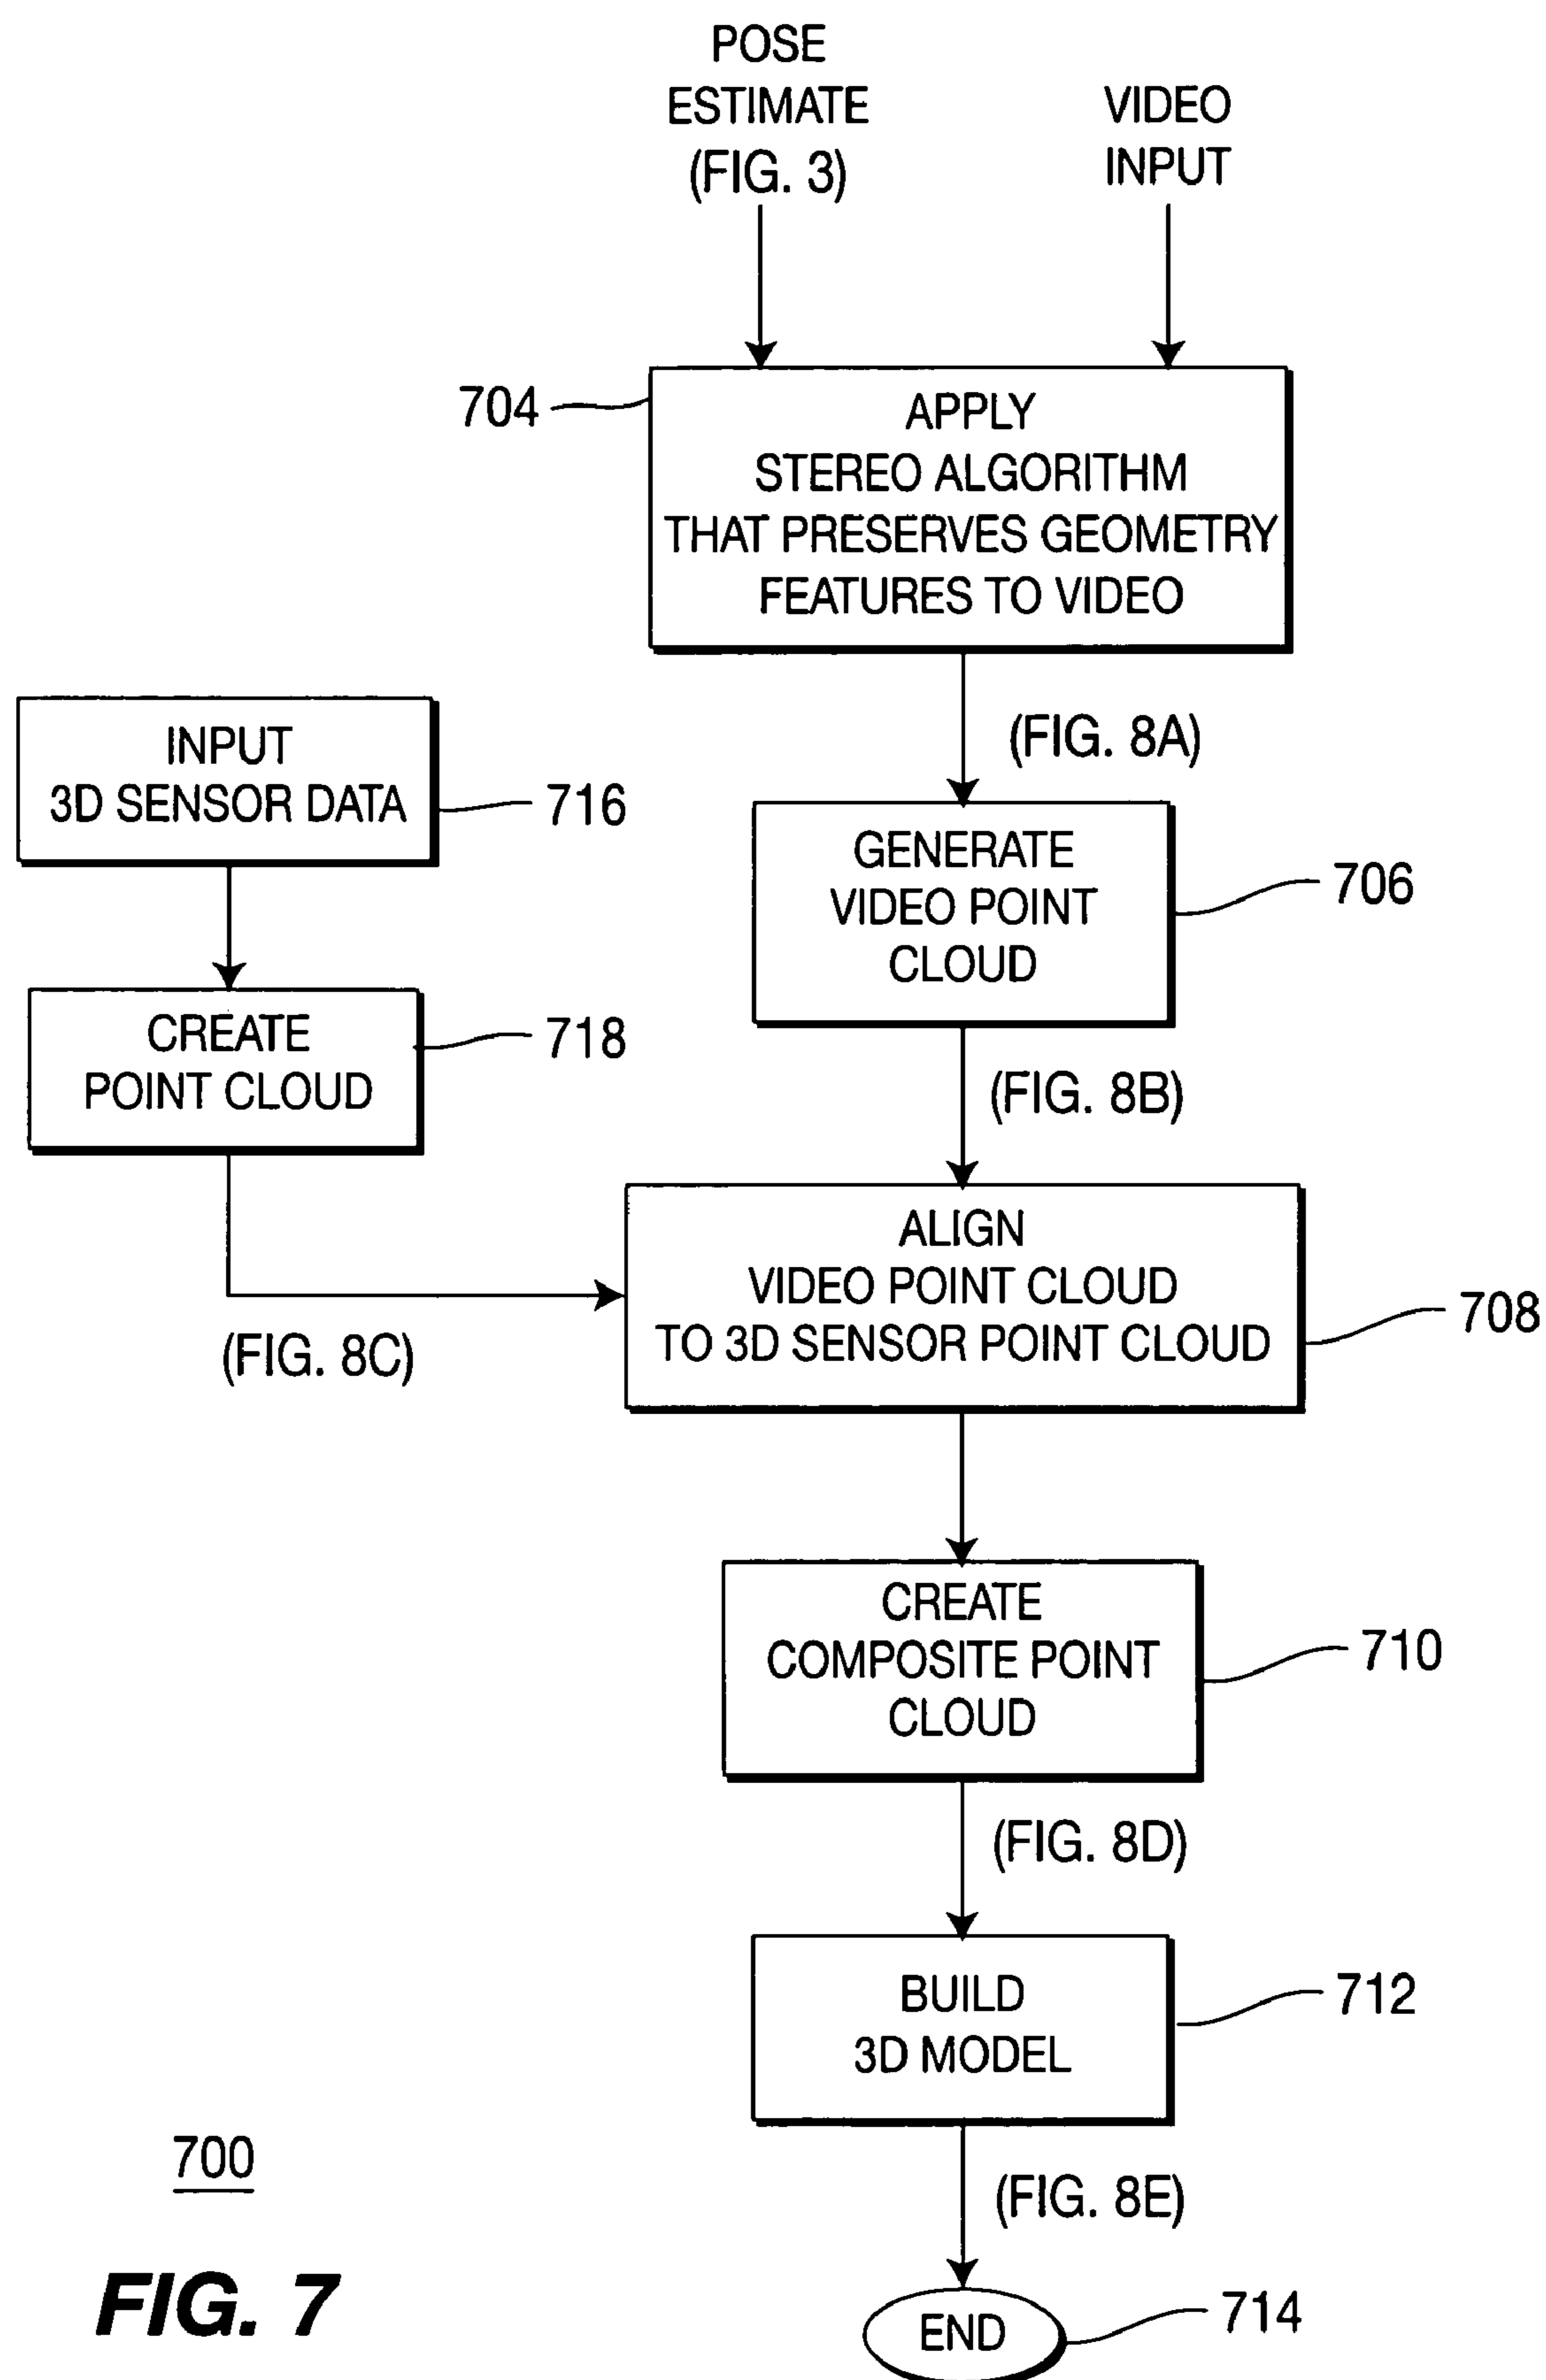 POSE
ESTIMATE
(FIG. 3)
VIDEO
INPUT
704
APPLY
STEREO ALGORITHM
THAT PRESERVES GEOMETRY
FEATURES TO VIDEO
(FIG. 8A)
INPUT
3D SENSOR DATA
716
GENERATE
VIDEO POINT
CLOUD
706
CREATE
POINT CLOUD
718
(FIG. 8B)
ALIGN
VIDEO POINT CLOUD
TO 3D SENSOR POINT CLOUD
708
(FIG. 8C)
CREATE
COMPOSITE POINT
CLOUD
710
(FIG. 8D)
BUILD
3D MODEL
712
(FIG. 8E)
END
714
700
FIG. 7